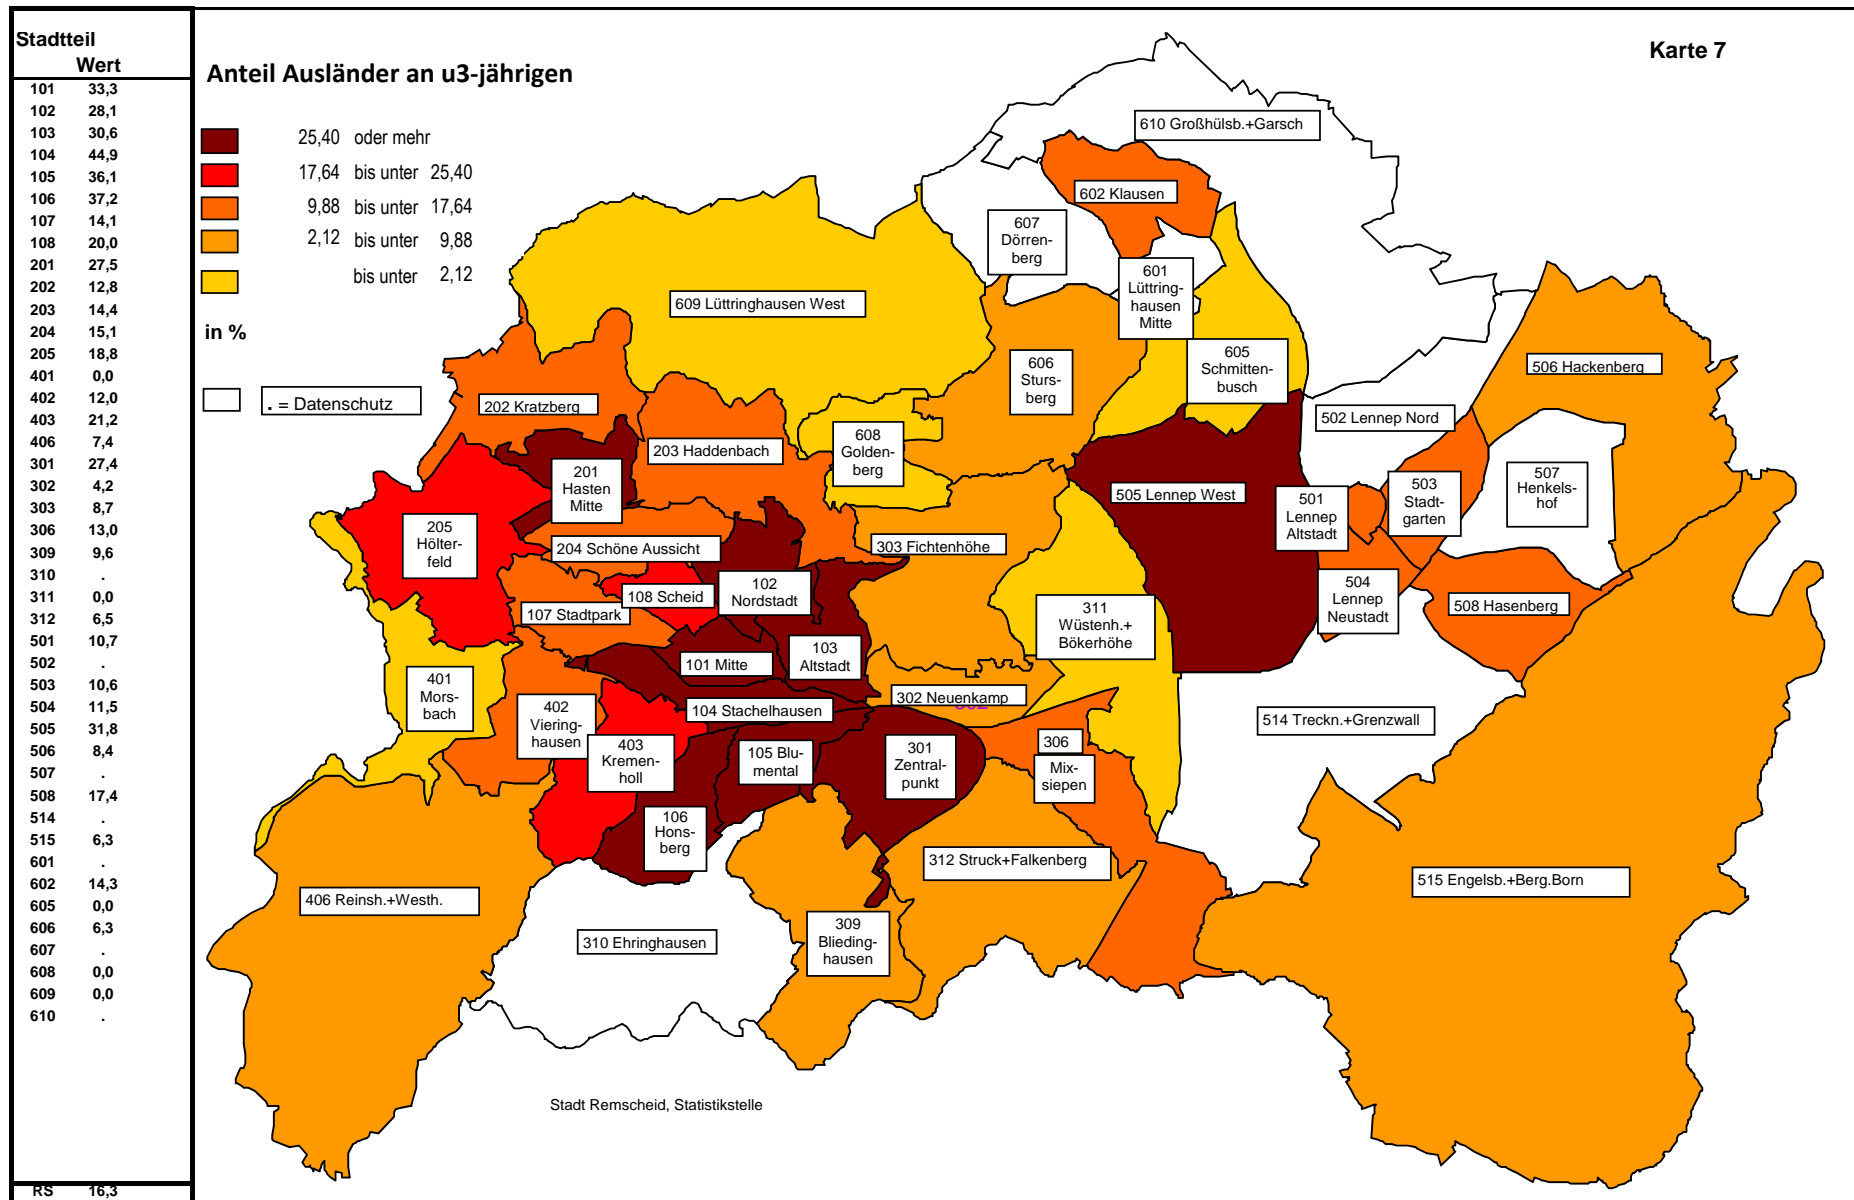 Stadtteil
Wert
101 33,3
102 28,1
103 30,6
104 44,9
105 36,1
106 37,2
107 14,1
108 20,0
201 27,5
202 12,8
203 14,4
204 15,1
205 18,8
401 0,0
402 12,0
403 21,2
406 7,4
301 27,4
302 4,2
303 8,7
306 13,0
309 9,6
310 .
311 0,0
312 6,5
501 10,7
502 .
503 10,6
504 11,5
505 31,8
506 8,4
507 .
508 17,4
514 .
515 6,3
601 .
602 14,3
605 0,0
606 6,3
607 .
608 0,0
609 0,0
610 .
RS 16,3
Anteil Ausländer an u3-jährigen
25,40 oder mehr
17,64 bis unter 25,40
9,88 bis unter 17,64
2,12 bis unter 9,88
bis unter 2,12
in %
. = Datenschutz
Karte 7
610 Großhülsb.+Garsch
602 Klausen
607
Dörren-
berg
601
Lüttring-
hausen
Mitte
609 Lüttringhausen West
605
Schmitten-
busch
606
Sturs-
berg
506 Hackenberg
202 Kratzberg
502 Lennep Nord
203 Haddenbach
608
Golden-
berg
201
Hasten
Mitte
505 Lennep West
501
Lennep
Altstadt
503
Stadt-
garten
507
Henkels-
hof
205
Hölter-
feld
204 Schöne Aussicht
303 Fichtenhöhe
102
Nordstadt
108 Scheid
107 Stadtpark
504
Lennep
Neustadt
508 Hasenberg
311
Wüstenh.+
Bökerhöhe
103
Altstadt
101 Mitte
401
Mors-
bach
302 Neuenkamp
402
Viering-
hausen
104 Stachelhausen
514 Treckn.+Grenzwall
403
Kremen-
holl
105 Blu-
mental
301
Zentral-
punkt
306
Mix-
siepen
106
Hons-
berg
312 Struck+Falkenberg
515 Engelsb.+Berg.Born
406 Reinsh.+Westh.
309
Blieding-
hausen
310 Ehringhausen
Stadt Remscheid, Statistikstelle